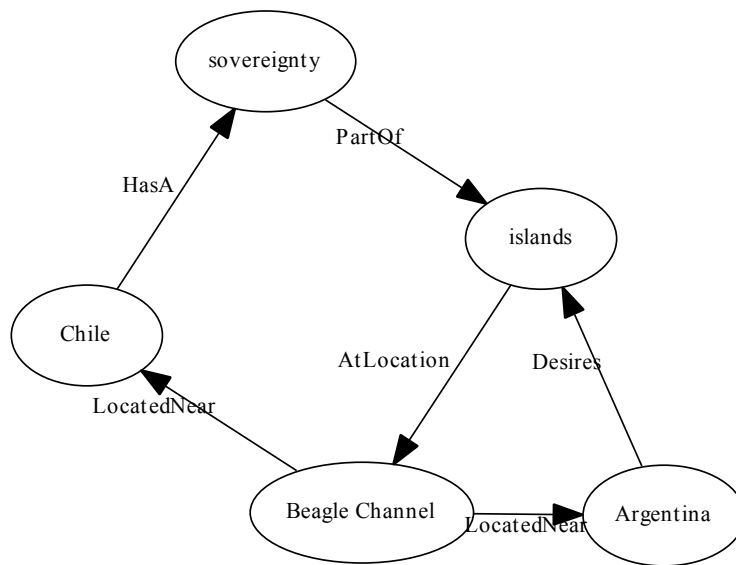 sovereignty
PartOf
HasA
islands
Chile
AtLocation
Desires
LocatedNear
Beagle Channel
LocatedNear
Argentina